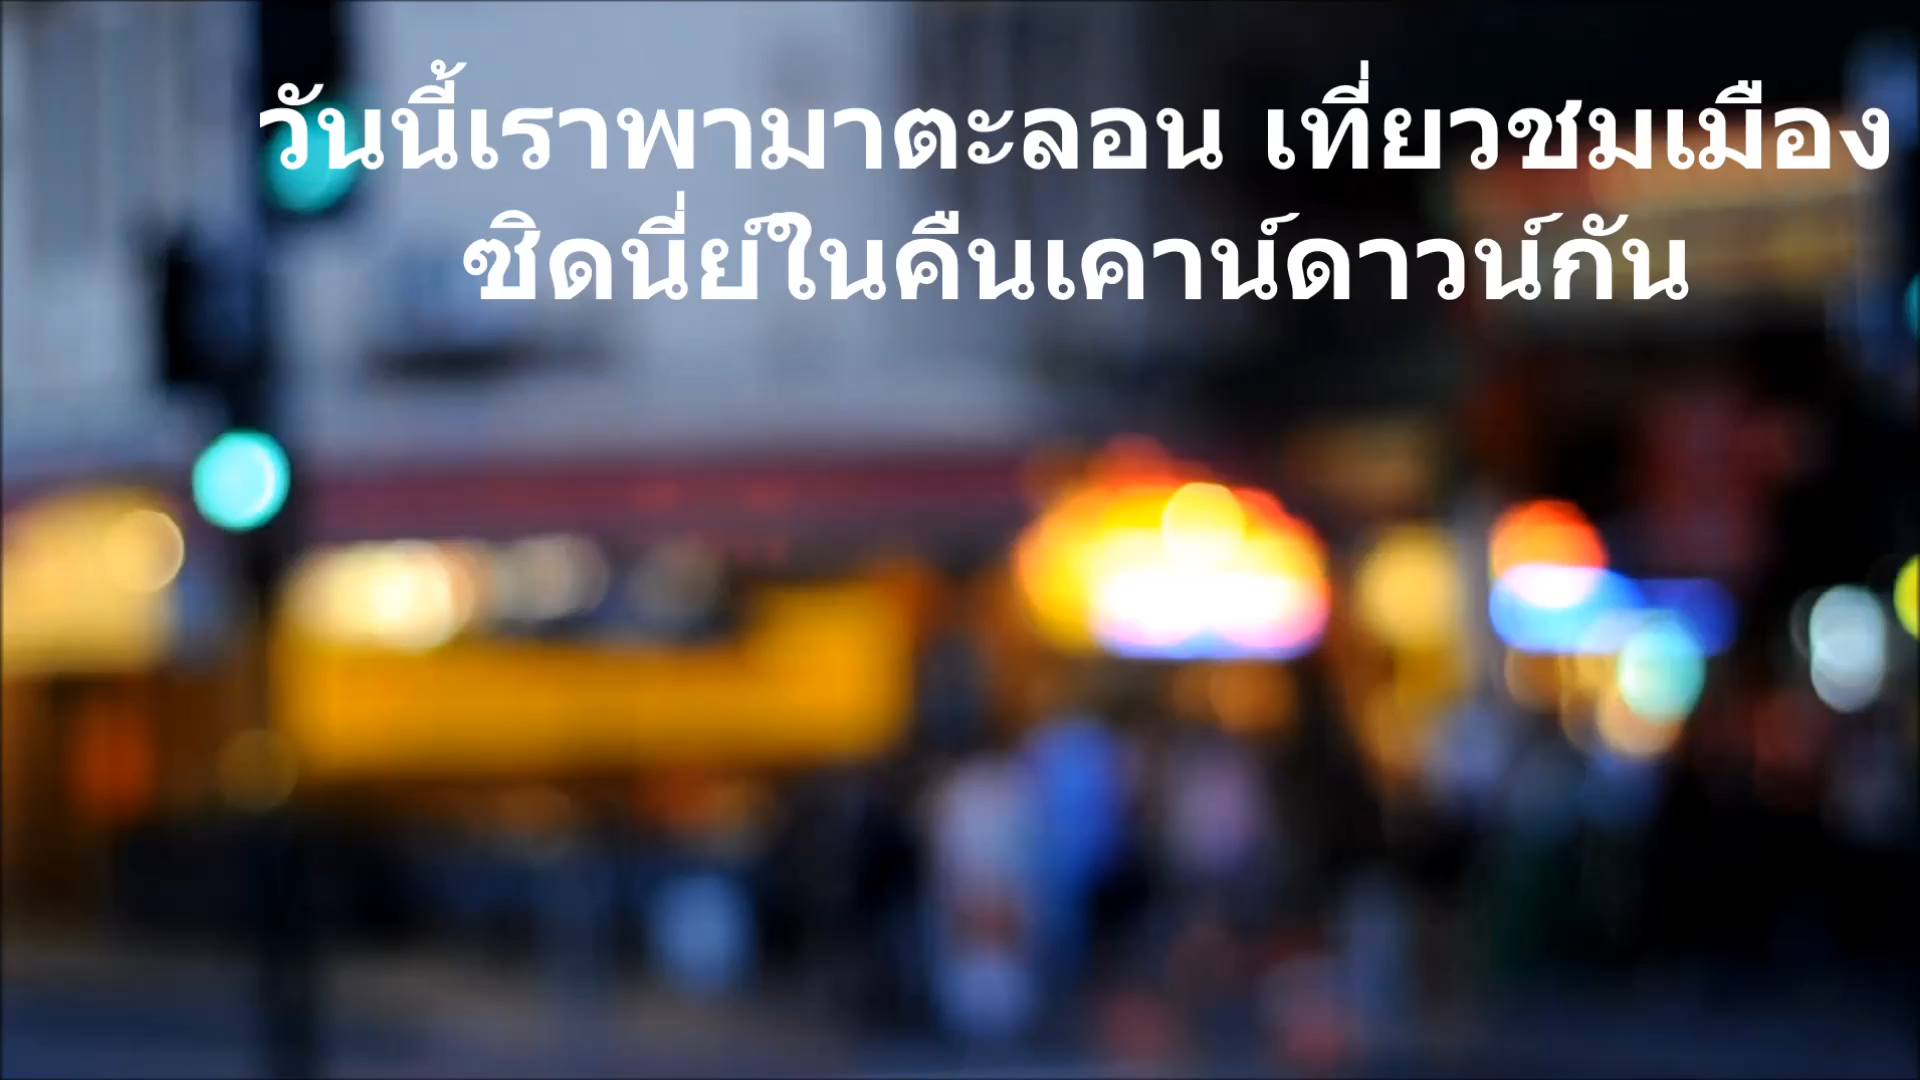 วันนี้เราพามาตะลอน เที่ยวชมเมือง
ซิดนี่ย์ในคืนเคาน์ดาวน์กัน